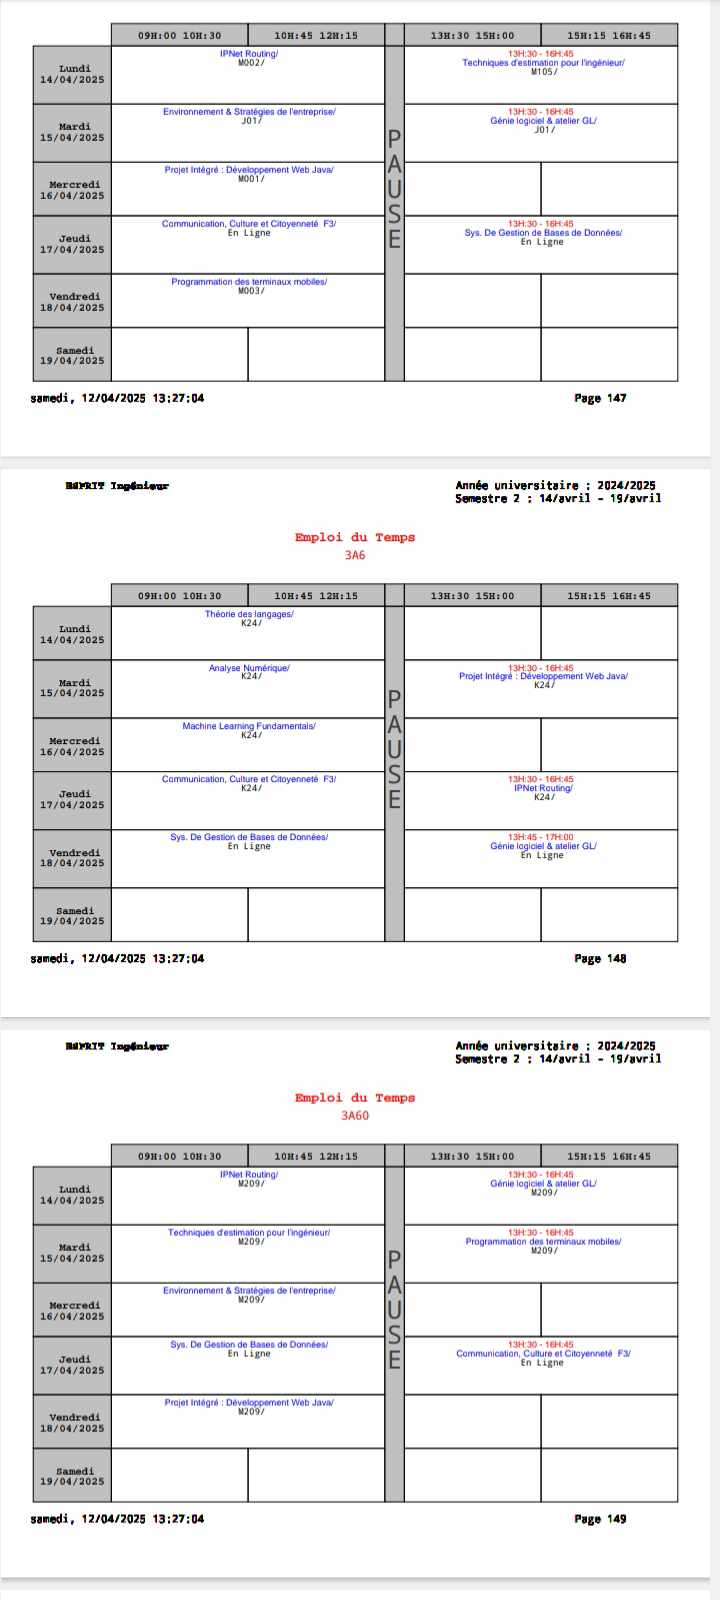 09H:00 10H:30 10H:45 12H:15 13H:30 15H:00 15H:15 16H:45
Lundi
14/04/2025
IPNet Routing/
M002/
13H:30 - 16H:45
Techniques d'estimation pour l'ingénieur/
M105/
Mardi
15/04/2025
Environnement & Stratégies de l'entreprise/
J01/
13H:30 - 16H:45
Génie logiciel & atelier GL/
J01/
PAUSE
Mercredi
16/04/2025
Projet Intégré : Développement Web Java/
M001/
Jeudi
17/04/2025
Communication, Culture et Citoyenneté F3/
En Ligne
13H:30 - 16H:45
Sys. De Gestion de Bases de Données/
En Ligne
Vendredi
18/04/2025
Programmation des terminaux mobiles/
M003/
Samedi
19/04/2025
samedi, 12/04/2025 13:27:04 Page 147
ESPRIT Ingénieur Année universitaire : 2024/2025
Semestre 2 : 14/avril - 19/avril
Emploi du Temps
3A6
09H:00 10H:30 10H:45 12H:15 13H:30 15H:00 15H:15 16H:45
Lundi
14/04/2025
Théorie des langages/
K24/
Mardi
15/04/2025
Analyse Numérique/
K24/
13H:30 - 16H:45
Projet Intégré : Développement Web Java/
K24/
PAUSE
Mercredi
16/04/2025
Machine Learning Fundamentals/
K24/
Jeudi
17/04/2025
Communication, Culture et Citoyenneté F3/
K24/
13H:30 - 16H:45
IPNet Routing/
K24/
Vendredi
18/04/2025
Sys. De Gestion de Bases de Données/
En Ligne
13H:45 - 17H:00
Génie logiciel & atelier GL/
En Ligne
Samedi
19/04/2025
samedi, 12/04/2025 13:27:04 Page 148
ESPRIT Ingénieur Année universitaire : 2024/2025
Semestre 2 : 14/avril - 19/avril
Emploi du Temps
3A60
09H:00 10H:30 10H:45 12H:15 13H:30 15H:00 15H:15 16H:45
Lundi
14/04/2025
IPNet Routing/
M209/
13H:30 - 16H:45
Génie logiciel & atelier GL/
M209/
Mardi
15/04/2025
Techniques d'estimation pour l'ingénieur/
M209/
13H:30 - 16H:45
Programmation des terminaux mobiles/
M209/
PAUSE
Mercredi
16/04/2025
Environnement & Stratégies de l'entreprise/
M209/
Jeudi
17/04/2025
Sys. De Gestion de Bases de Données/
En Ligne
13H:30 - 16H:45
Communication, Culture et Citoyenneté F3/
En Ligne
Vendredi
18/04/2025
Projet Intégré : Développement Web Java/
M209/
Samedi
19/04/2025
samedi, 12/04/2025 13:27:04 Page 149